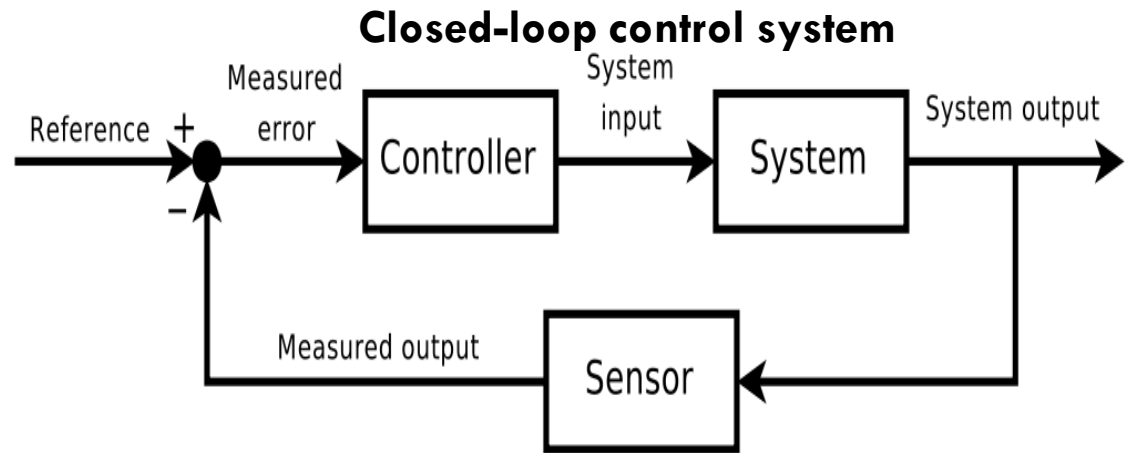 Closed-loop control system
Reference
+
−
Measured
error
Controller
System
input
System
System output
Measured output
Sensor